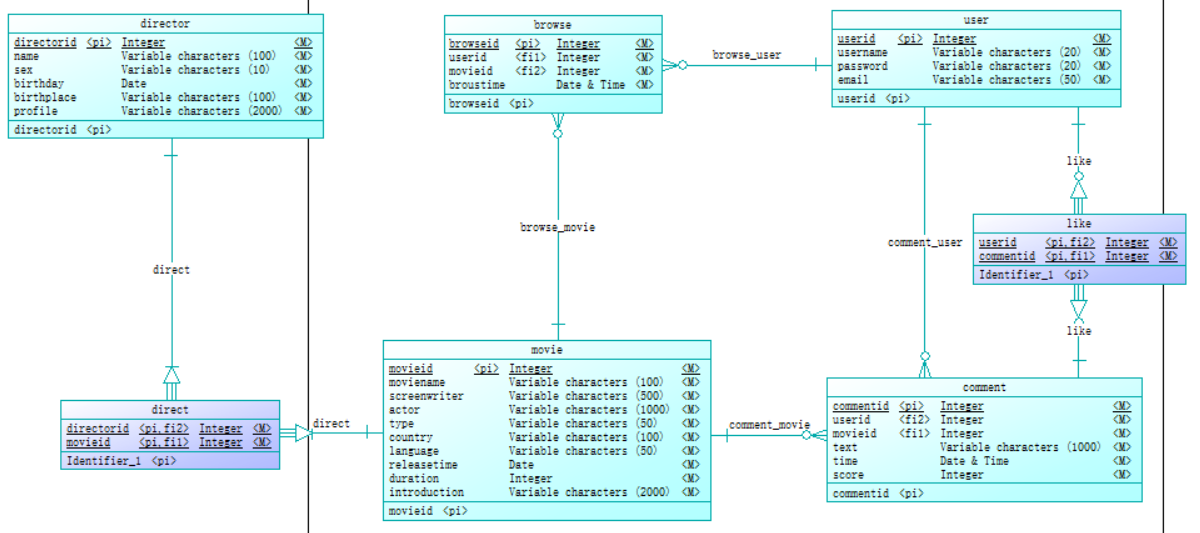 director
directorid <pi> Integer <M>
name Variable characters (100) <M>
sex Variable characters (10) <M>
birthday Date <M>
birthplace Variable characters (100) <M>
profile Variable characters (2000) <M>
directorid <pi>
browse
browseid <pi> Integer <M>
userid <fi1> Integer <M>
movieid <fi2> Integer <M>
broustime Date & Time <M>
browseid <pi>
browse_user
user
userid <pi> Integer <M>
username Variable characters (20) <M>
password Variable characters (20) <M>
email Variable characters (50) <M>
userid <pi>
like
like
userid <pi,fi2> Integer <M>
commentid <pi,fi1> Integer <M>
Identifier_1 <pi>
like
browse_movie
comment_user
direct
direct
directorid <pi,fi2> Integer <M>
movieid <pi,fi1> Integer <M>
Identifier_1 <pi>
direct
movie
movieid <pi> Integer <M>
moviename Variable characters (100) <M>
screenwriter Variable characters (500) <M>
actor Variable characters (1000) <M>
type Variable characters (50) <M>
country Variable characters (100) <M>
language Variable characters (50) <M>
releasetime Date <M>
duration Integer <M>
introduction Variable characters (2000) <M>
movieid <pi>
comment_movie
comment
commentid <pi> Integer <M>
userid <fi2> Integer <M>
movieid <fi1> Integer <M>
text Variable characters (1000) <M>
time Date & Time <M>
score Integer <M>
commentid <pi>